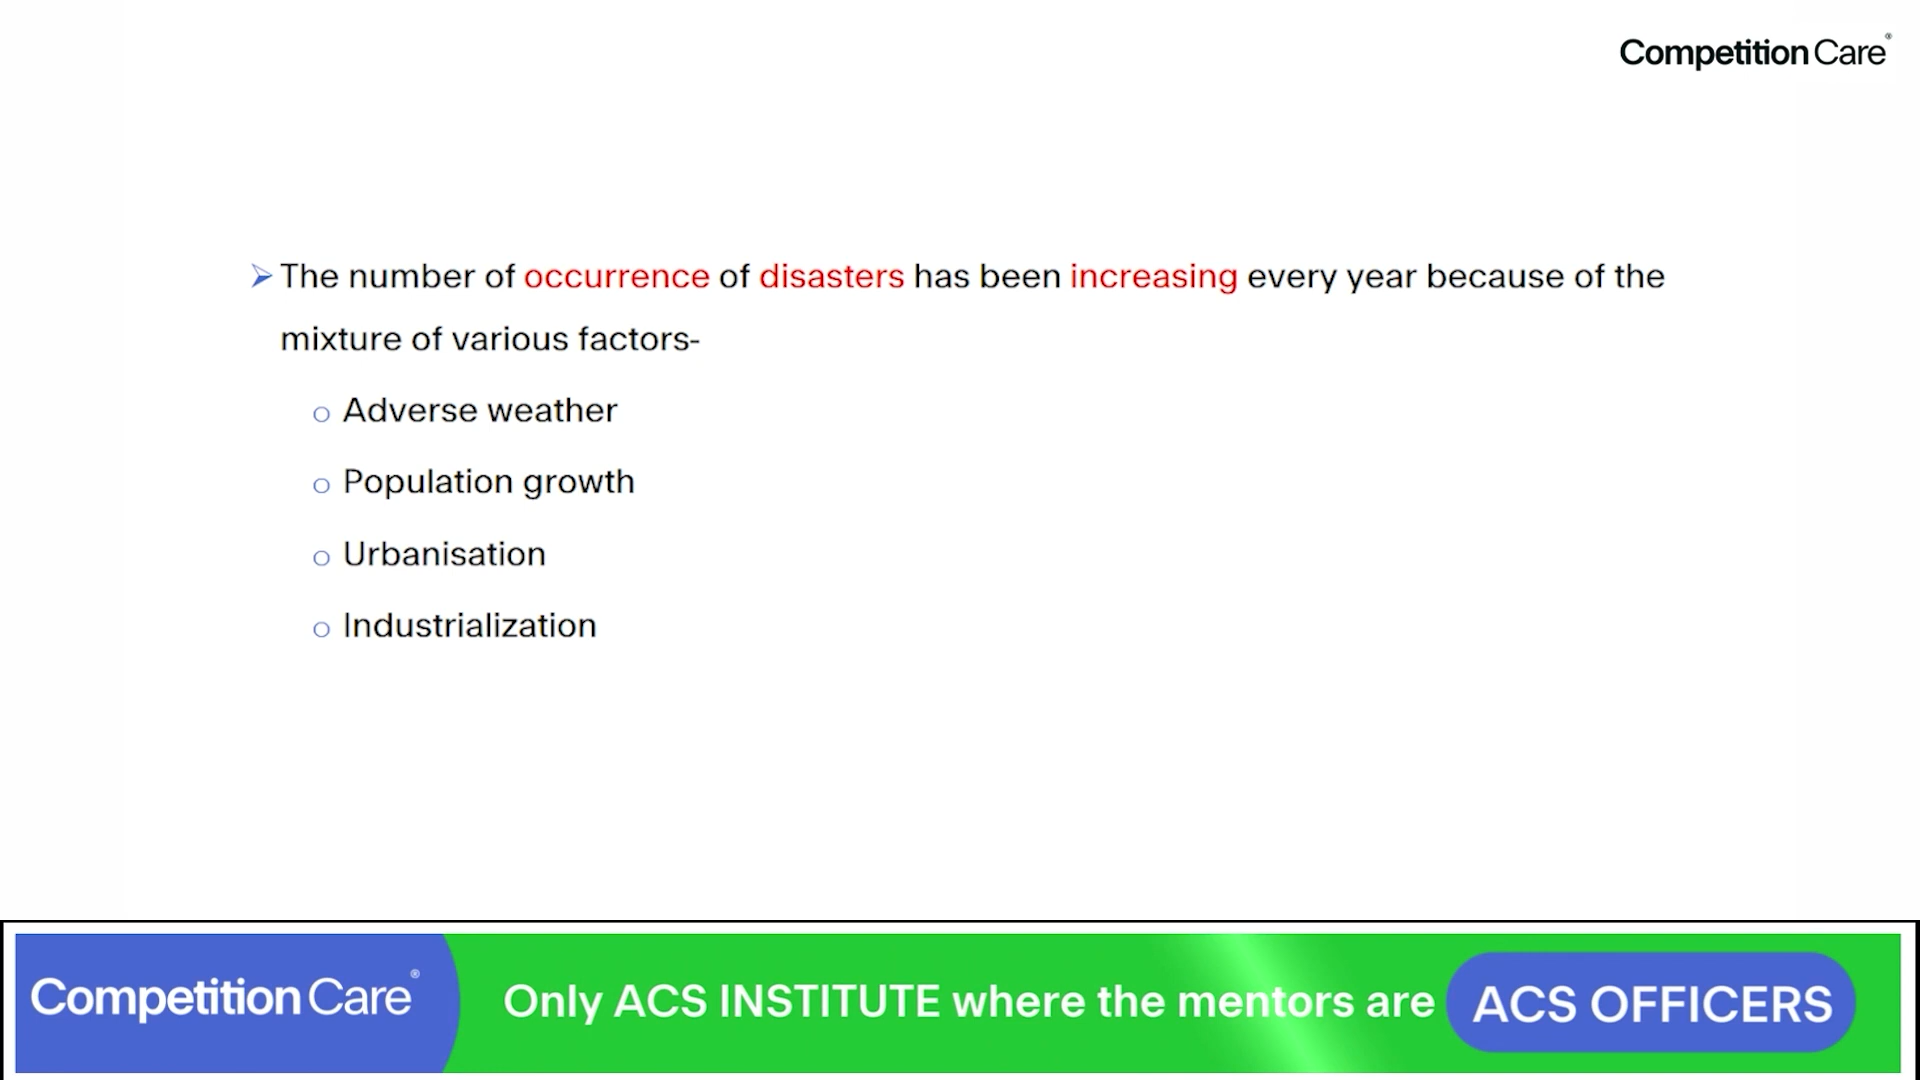 Competition Care®
➢ The number of occurrence of disasters has been increasing every year because of the
mixture of various factors-
o Adverse weather
o Population growth
o Urbanisation
o Industrialization
Competition Care®
Only ACS INSTITUTE where the mentors are ACS OFFICERS